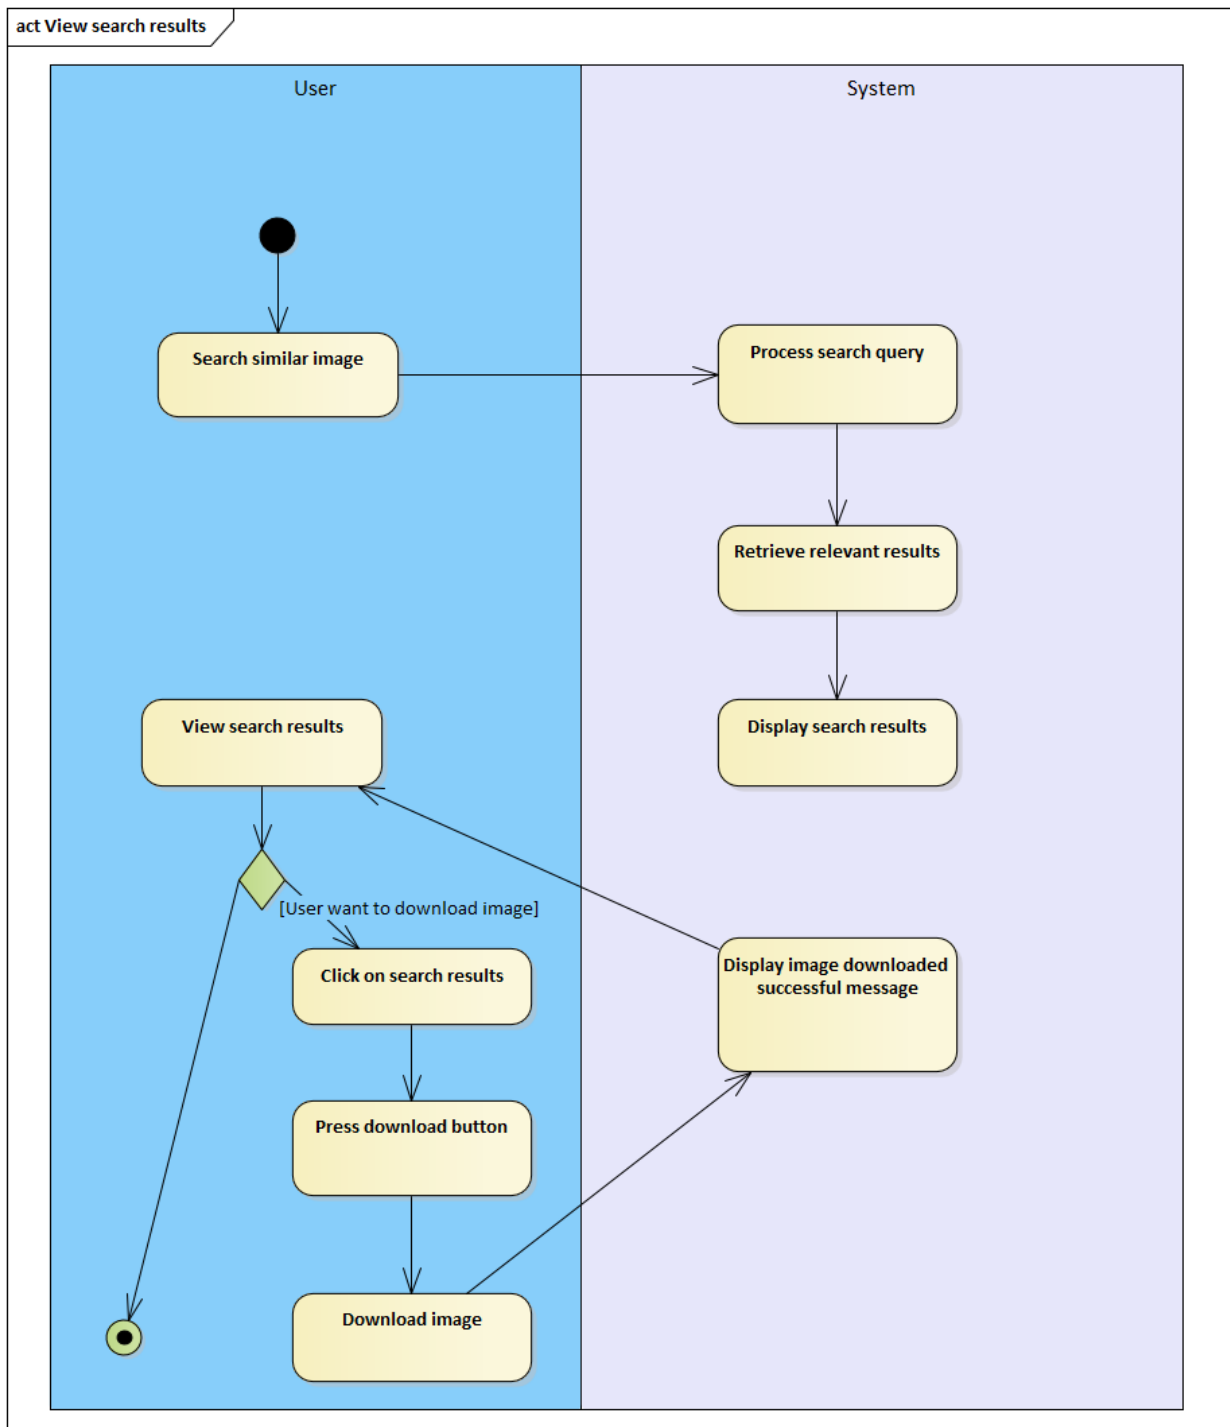 act View search results
User
System
Search similar image
Process search query
Retrieve relevant results
View search results
Display search results
[User want to download image]
Click on search results
Display image downloaded
successful message
Press download button
Download image